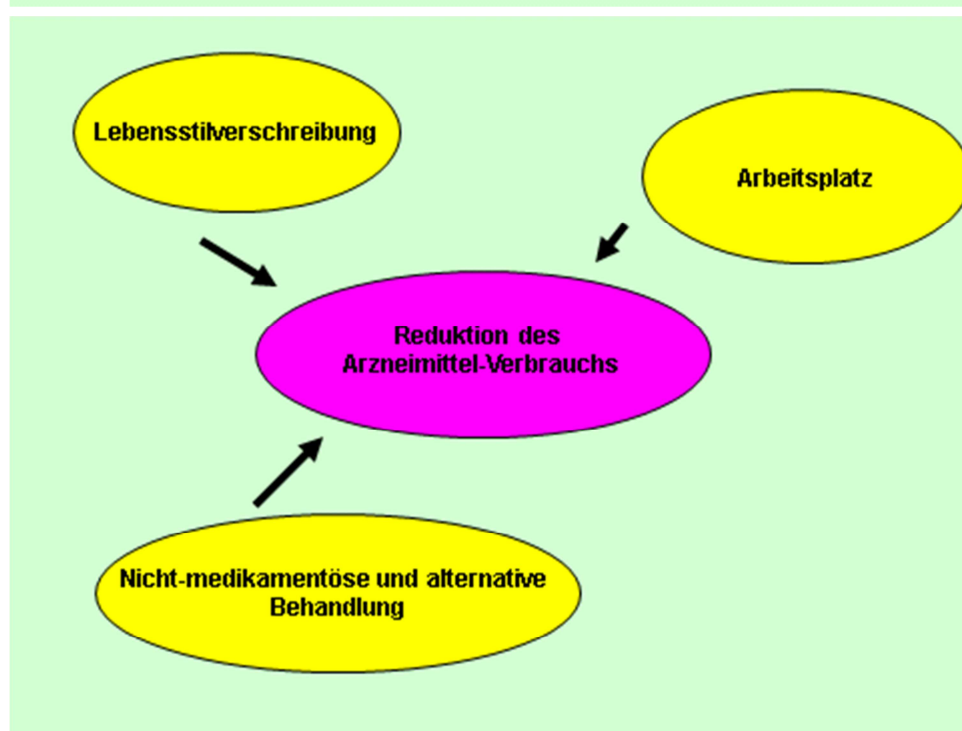 Lebensstilverschreibung
Arbeitsplatz
Reduktion des
Arzneimittel-Verbrauchs
Nicht-medikamentöse und alternative
Behandlung